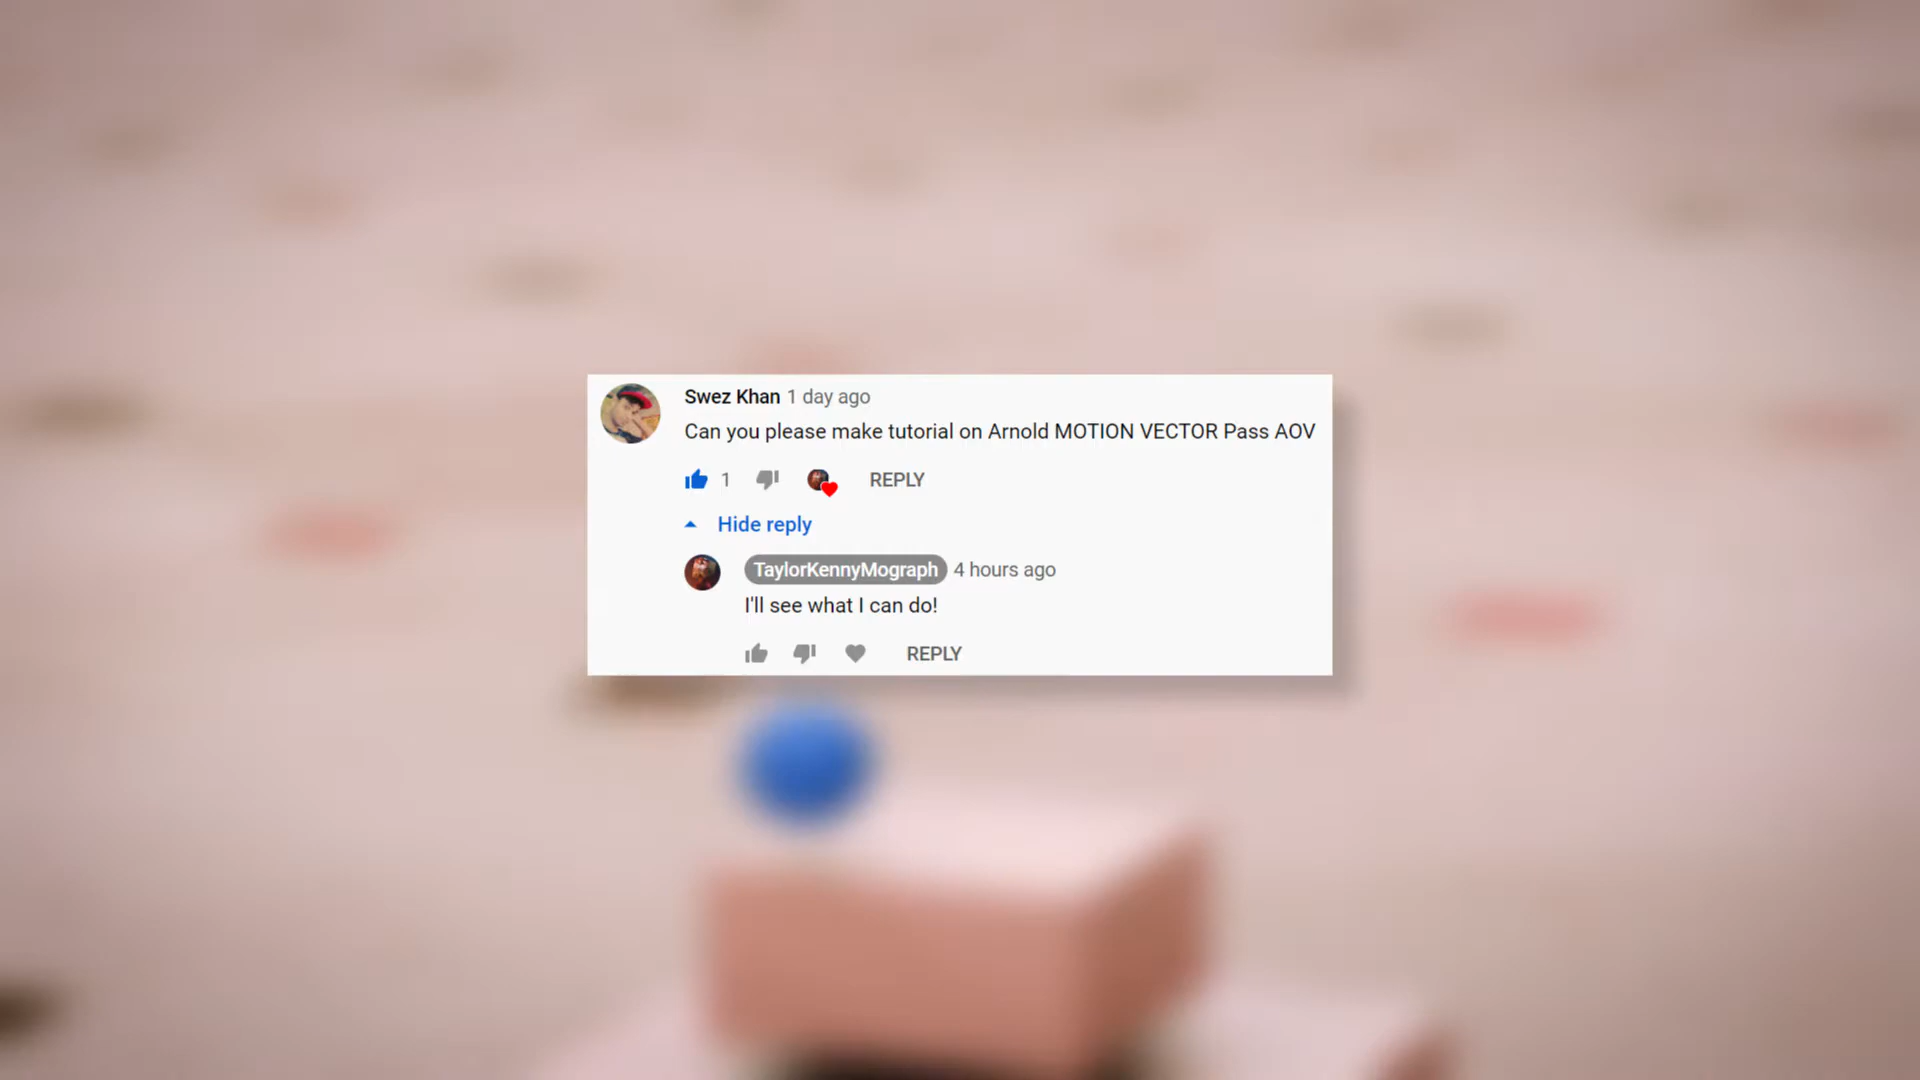 Swez Khan 1 day ago
Can you please make tutorial on Arnold MOTION VECTOR Pass AOV
1 REPLY
Hide reply
TaylorKennyMograph 4 hours ago
I'll see what I can do!
REPLY